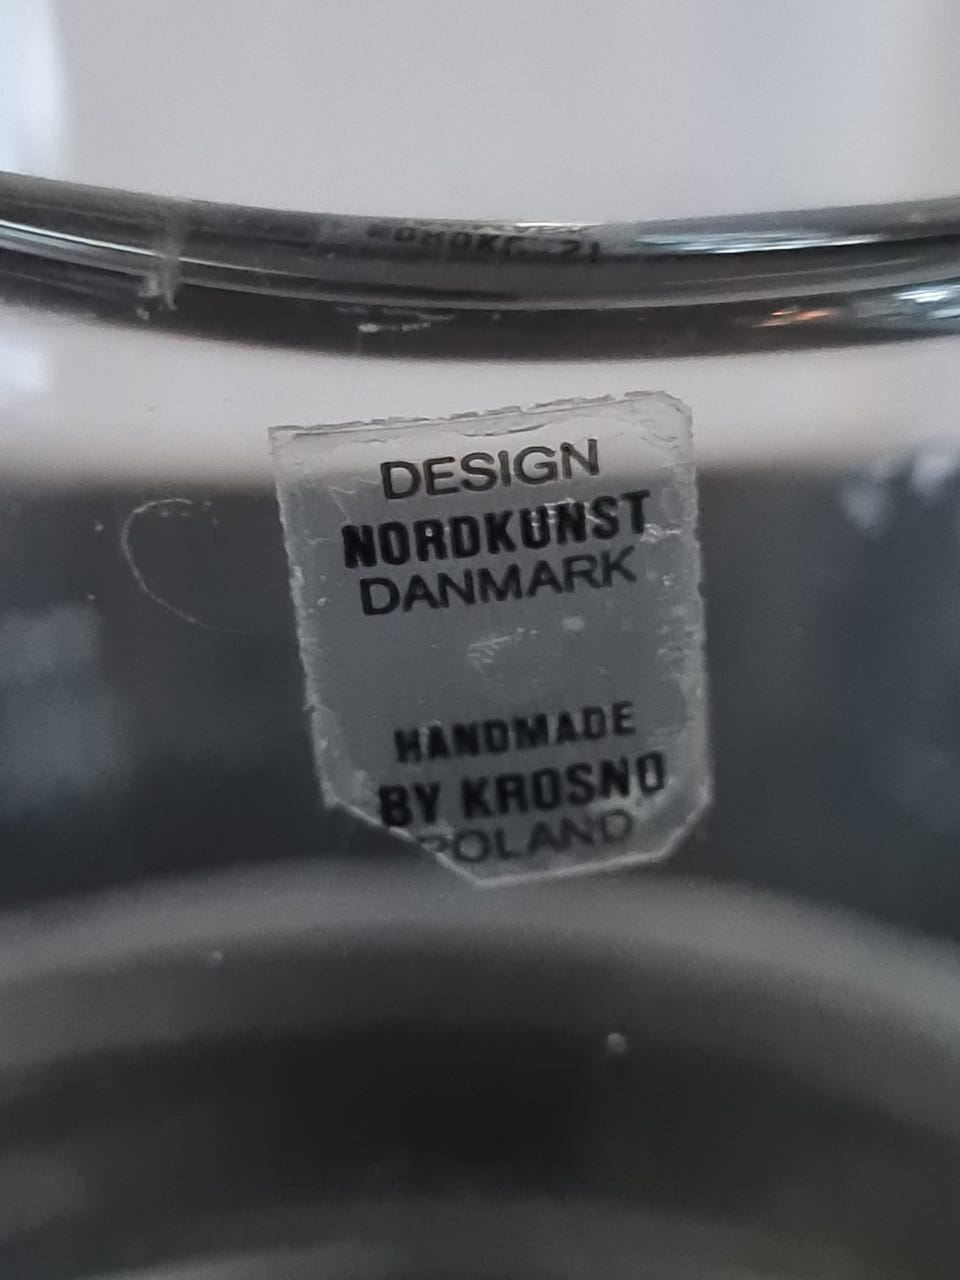 DESIGN
NORDKUNST
DANMARK
HANDMADE
BY KROSNO
POLAND